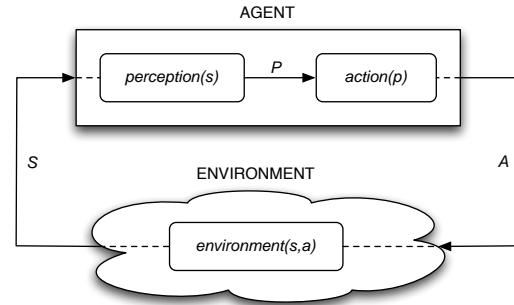 AGENT
perception(s)
P
action(p)
S
A
ENVIRONMENT
environment(s,a)